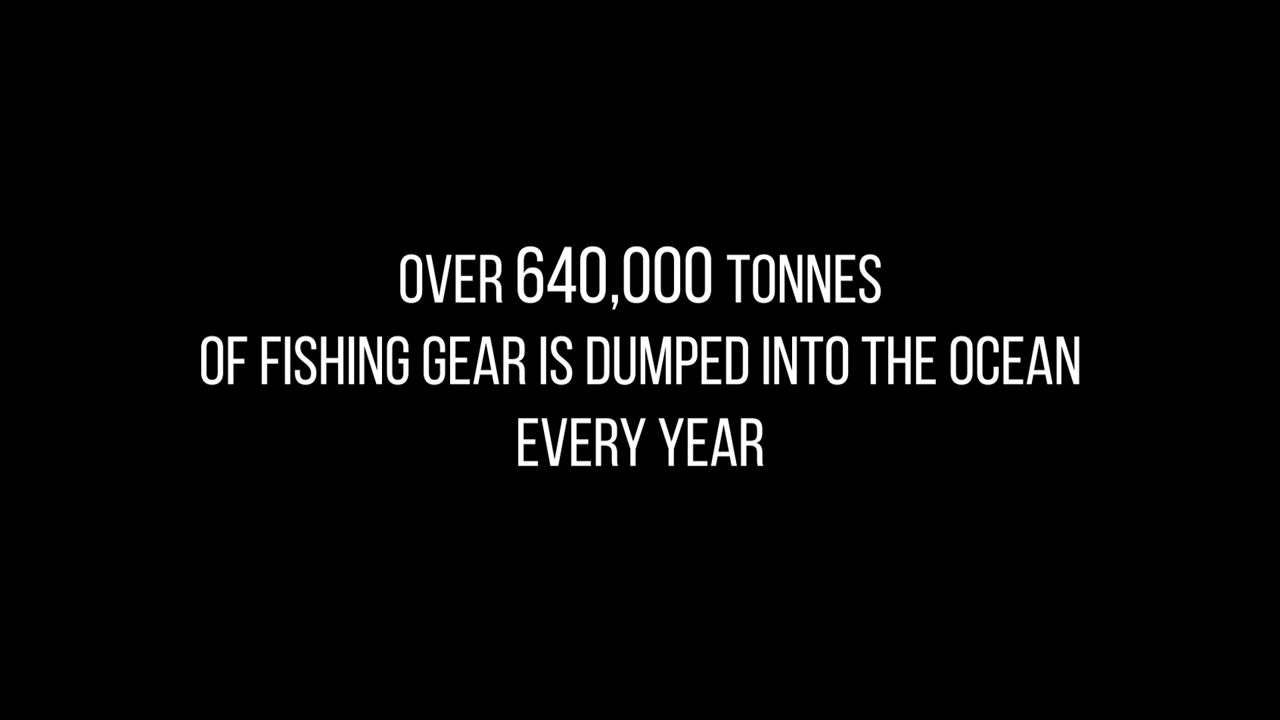 OVER 640,000 TONNES
OF FISHING GEAR IS DUMPED INTO THE OCEAN
EVERY YEAR